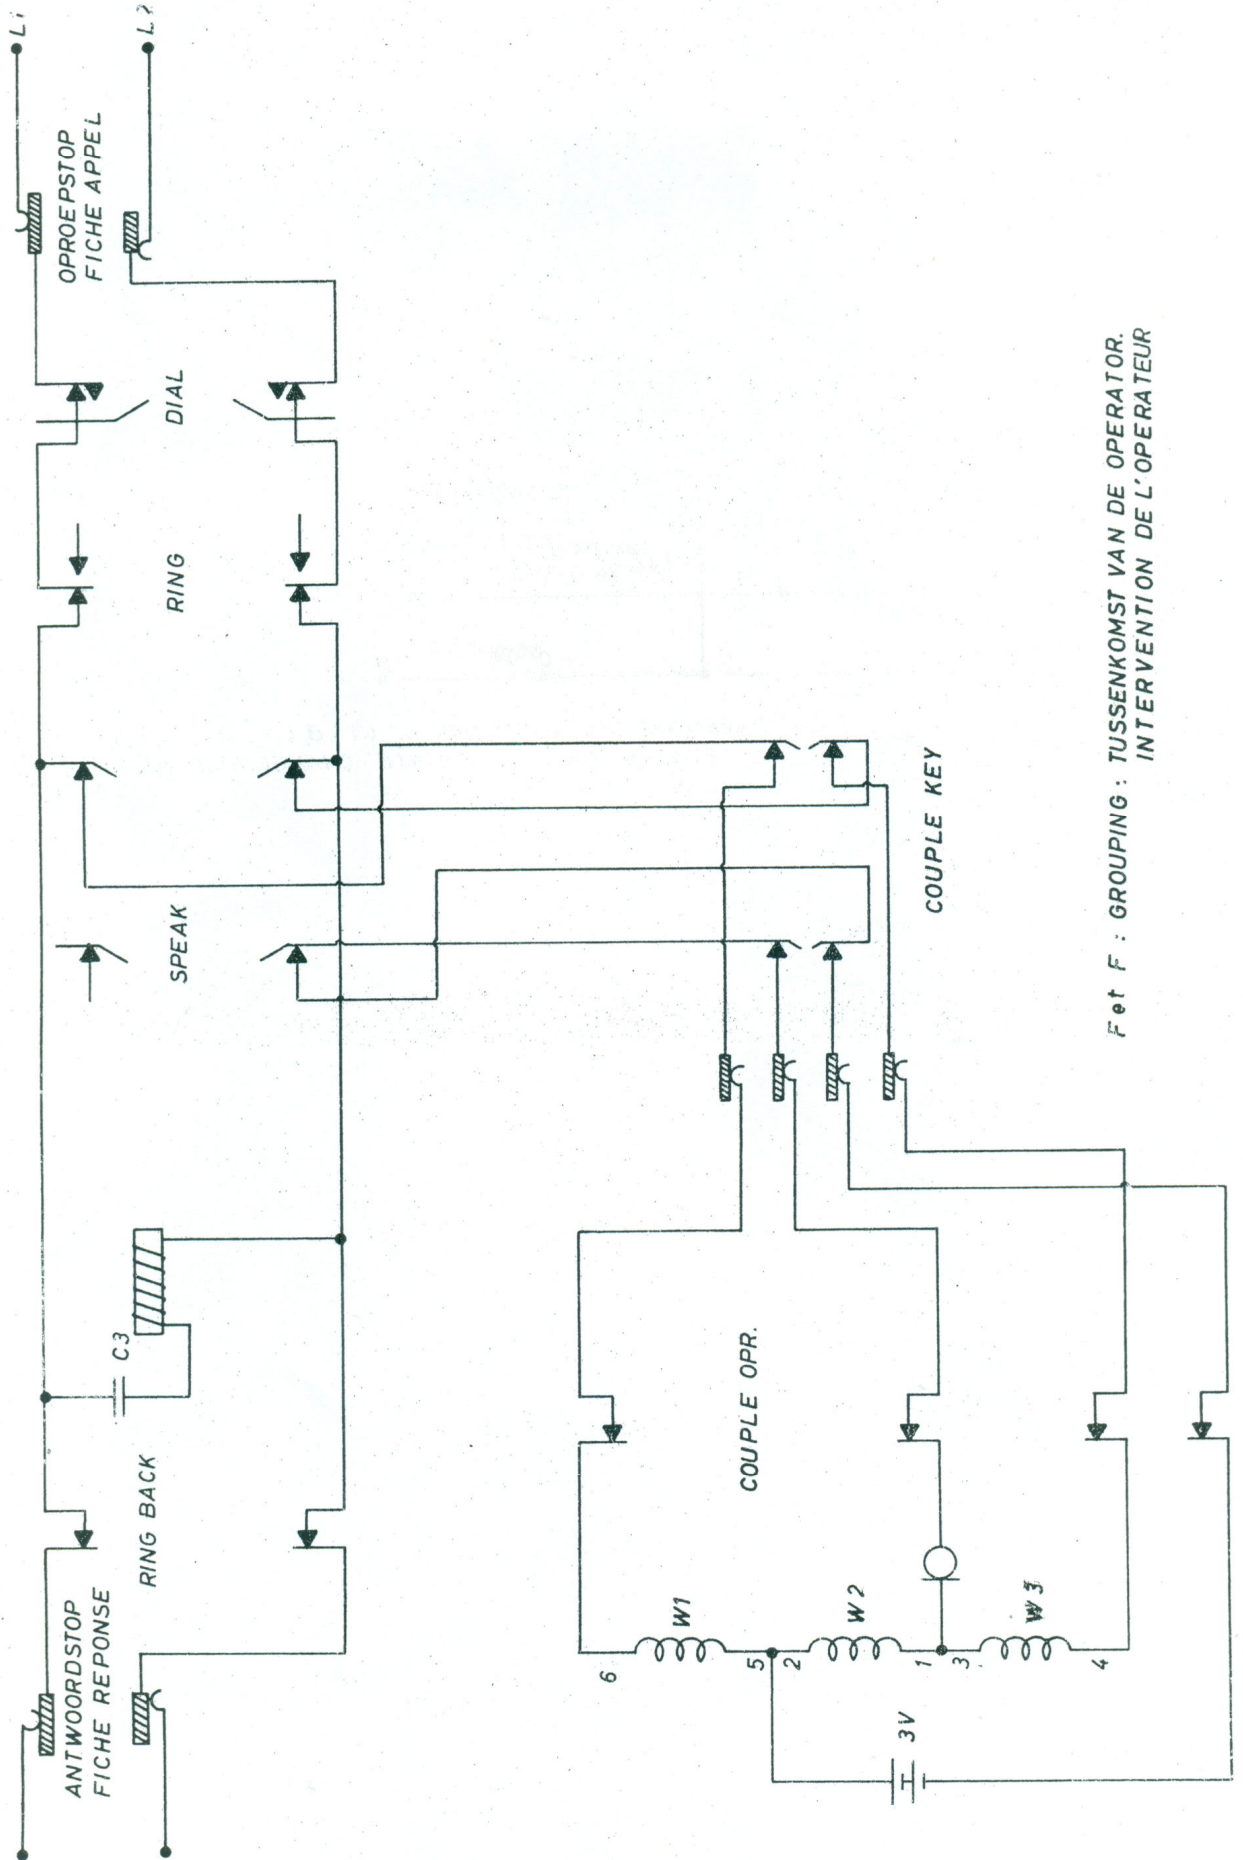 ANTWOORDSTOP
FICHE REPONSE
RING BACK
C3
SPEAK
RING
DIAL
OPROEPSTOP
FICHE APPEL
L1
L2
COUPLE KEY
COUPLE OPR.
6
W1
5
2
W2
1
3
W3
4
3V
F et F : GROUPING : TUSSENKOMST VAN DE OPERATOR.
INTERVENTION DE L'OPERATEUR